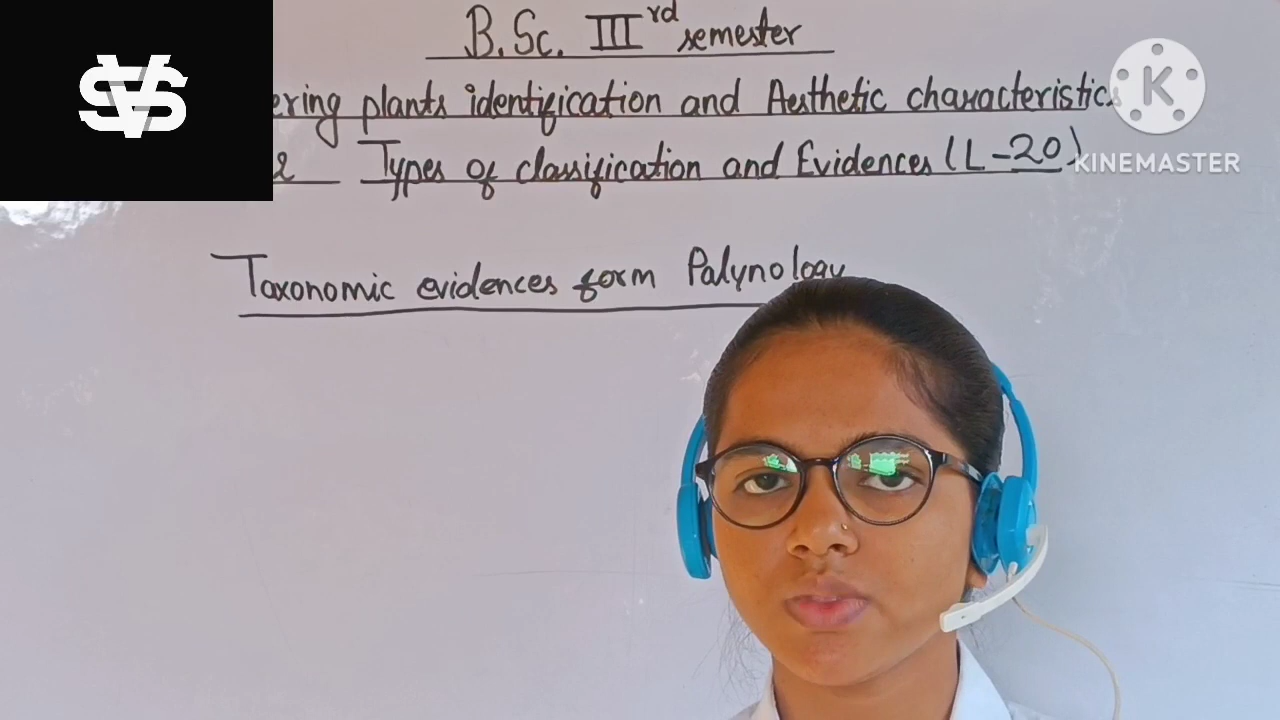 B.Sc. III rd semester
ering plants identification and Aesthetic characteristics
2 Types of classification and Evidences (L-20)
KINEMASTER
Taxonomic evidences form Palynology